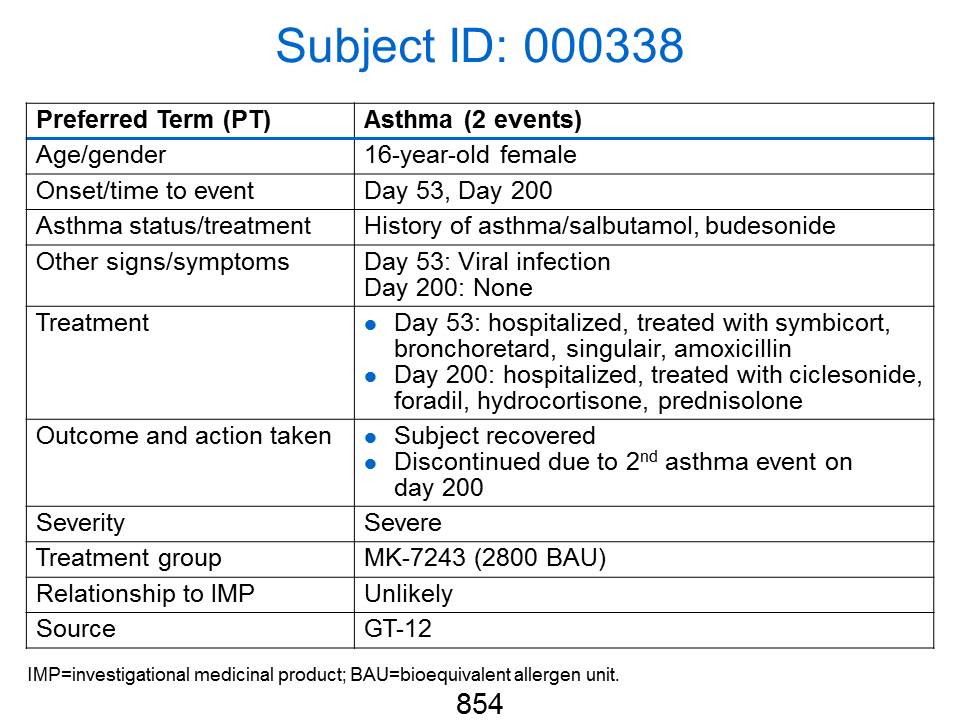 Subject ID: 000338
Preferred Term (PT) Asthma (2 events)
Age/gender 16-year-old female
Onset/time to event Day 53, Day 200
Asthma status/treatment History of asthma/salbutamol, budesonide
Other signs/symptoms Day 53: Viral infection
Day 200: None
Treatment ● Day 53: hospitalized, treated with symbicort,
bronchoretard, singulair, amoxicillin
● Day 200: hospitalized, treated with ciclesonide,
foradil, hydrocortisone, prednisolone
Outcome and action taken ● Subject recovered
● Discontinued due to 2nd asthma event on
day 200
Severity Severe
Treatment group MK-7243 (2800 BAU)
Relationship to IMP Unlikely
Source GT-12
IMP=investigational medicinal product; BAU=bioequivalent allergen unit.
854